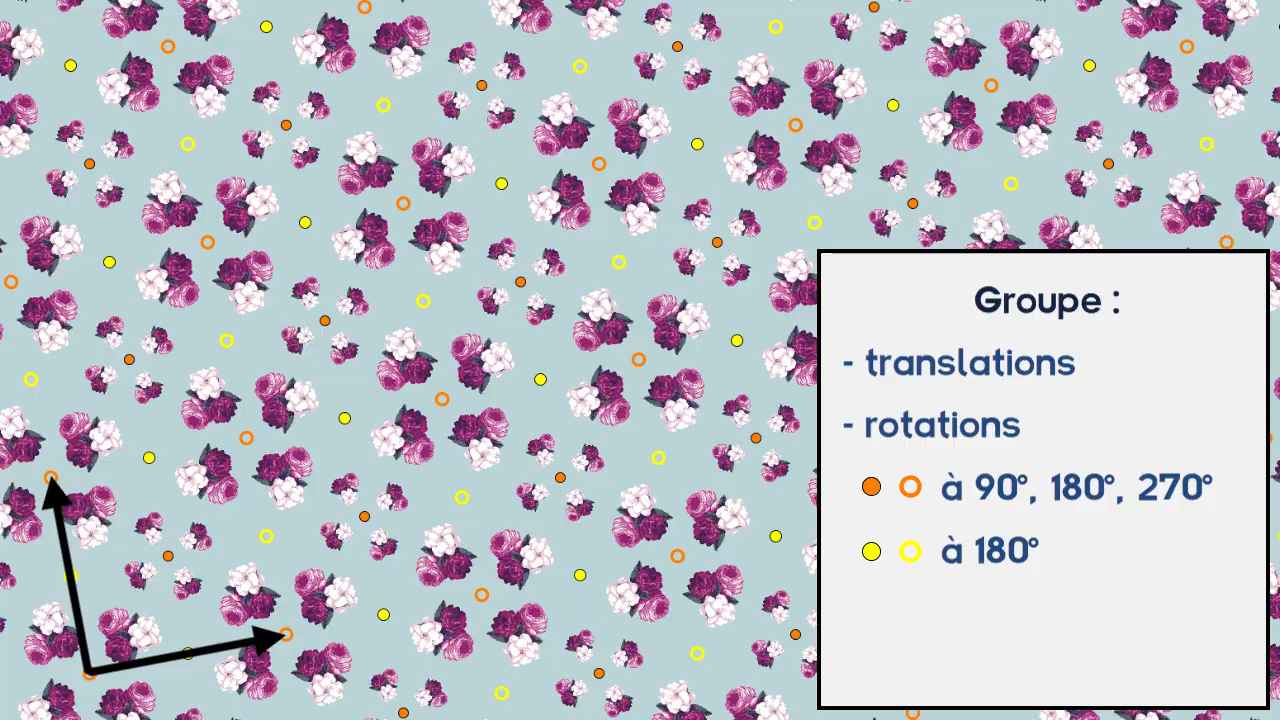 Groupe :
- translations
- rotations
à 90°, 180°, 270°
à 180°